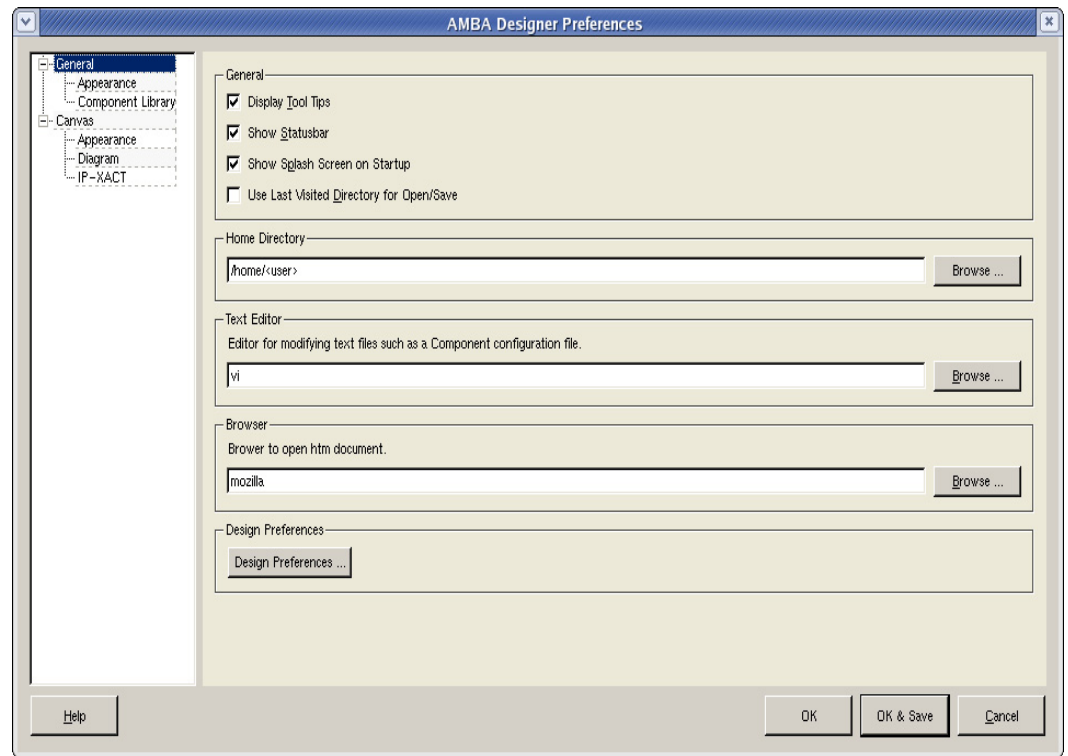 AMBA Designer Preferences
General
Appearance
Component Library
Canvas
Appearance
Diagram
IP-XACT
General
Display Tool Tips
Show Statusbar
Show Splash Screen on Startup
Use Last Visited Directory for Open/Save
Home Directory
/home/<user>
Browse ...
Text Editor
Editor for modifying text files such as a Component configuration file.
vi
Browse ...
Browser
Brower to open htm document.
mozilla
Browse ...
Design Preferences
Design Preferences ...
Help
OK
OK & Save
Cancel